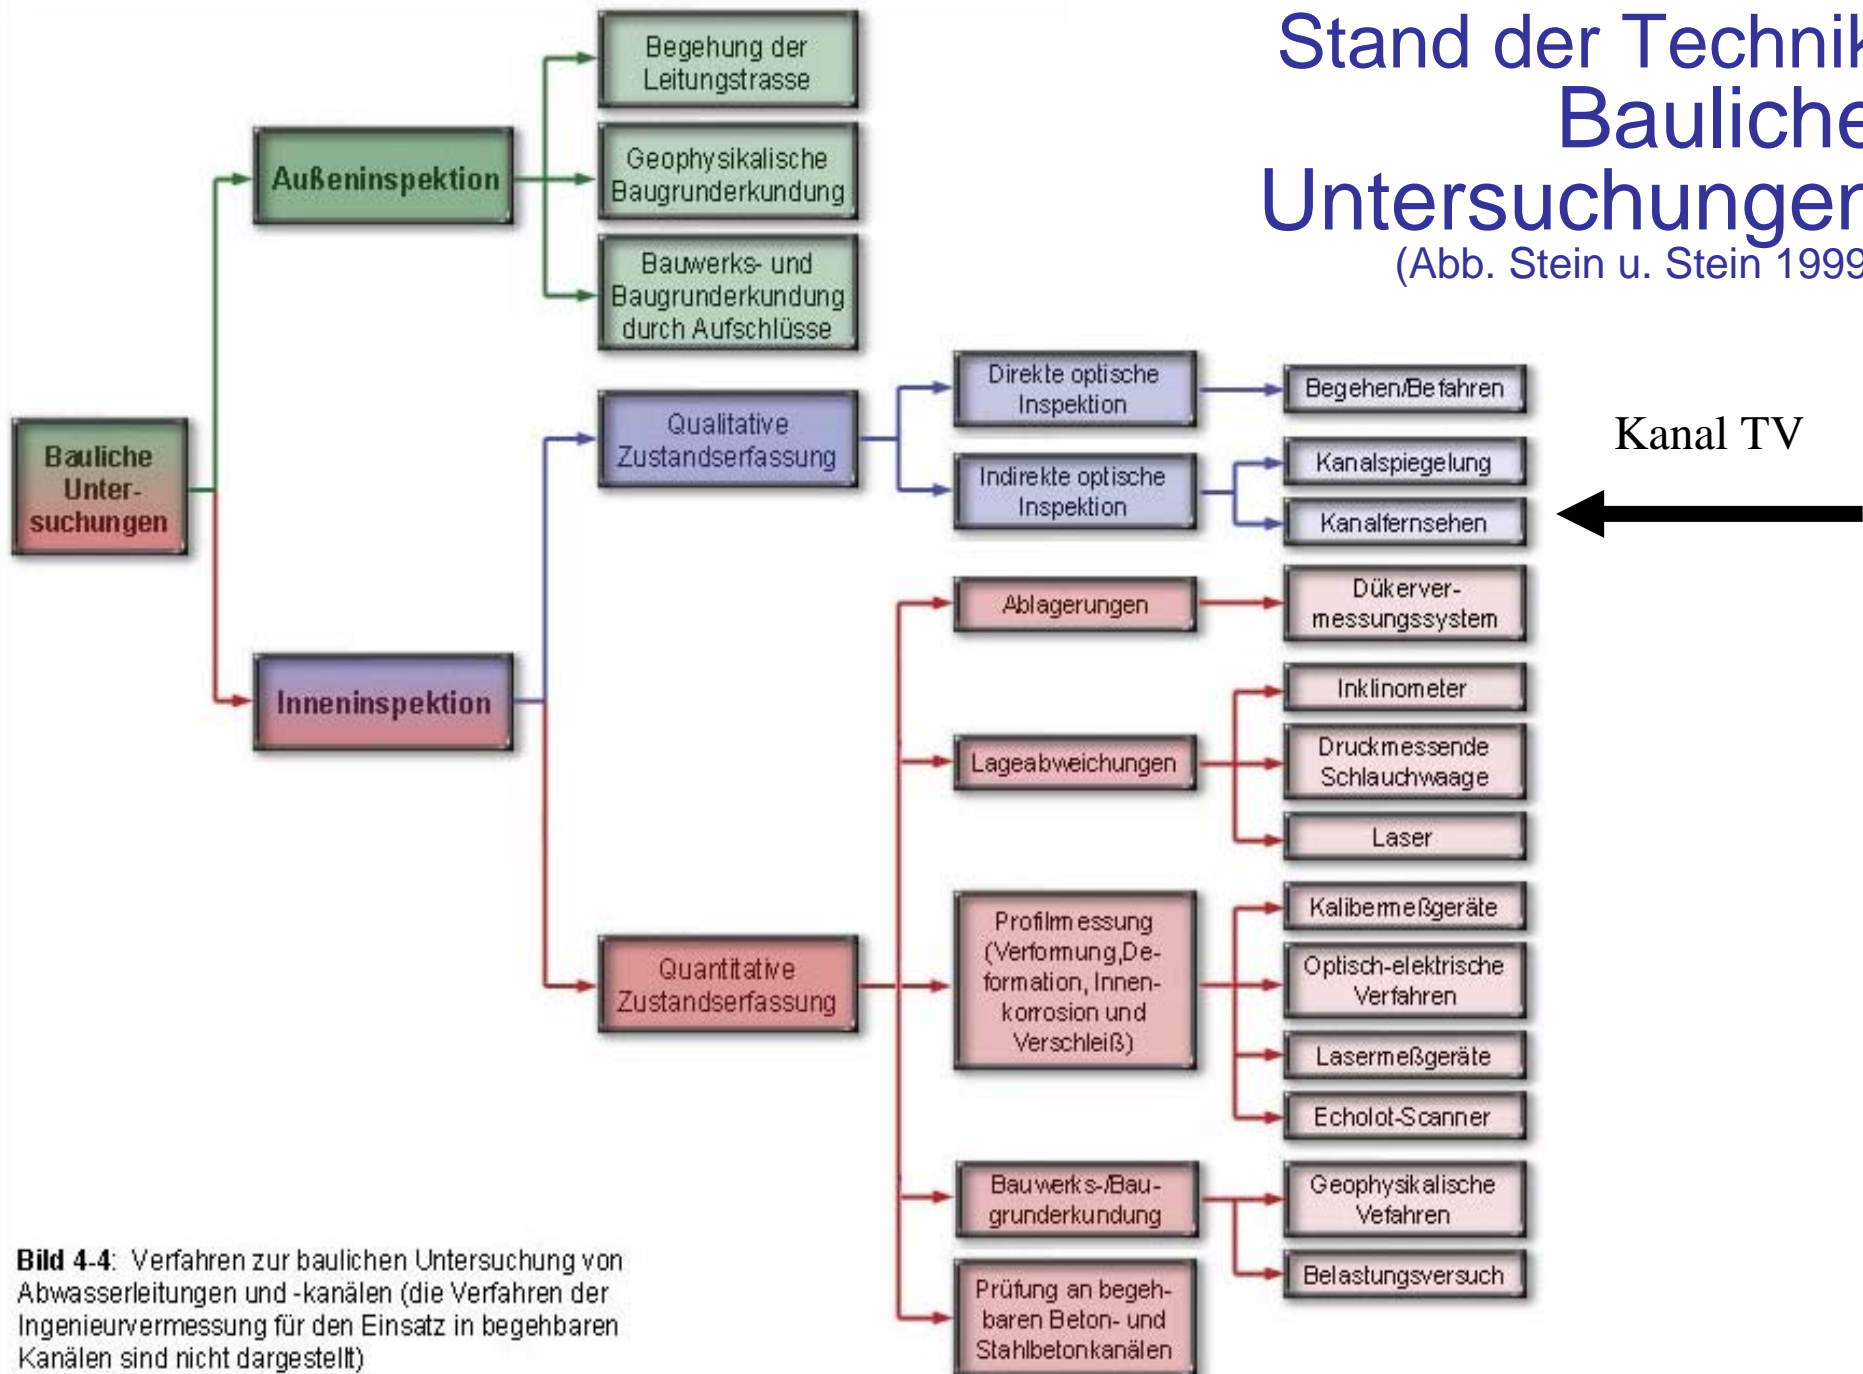 Stand der Technik
Bauliche
Untersuchungen
(Abb. Stein u. Stein 1999
Begehung der
Leitungstrasse
Außeninspektion
Geophysikalische
Baugrunderkundung
Bauwerks- und
Baugrunderkundung
durch Aufschlüsse
Bauliche
Unter-
suchungen
Qualitative
Zustandserfassung
Direkte optische
Inspektion
Begehen/Befahren
Indirekte optische
Inspektion
Kanalspiegelung
Kanalfernsehen
Kanal TV
Inneninspektion
Quantitative
Zustandserfassung
Ablagerungen
Dükerver-
messungssystem
Lageabweichungen
Inklinometer
Druckmessende
Schlauchwaage
Laser
Profilmessung
(Verformung,De-
formation, Innen-
korrosion und
Verschleiß)
Kalibermeßgeräte
Optisch-elektrische
Verfahren
Lasermeßgeräte
Echolot-Scanner
Bauwerks-/Bau-
grunderkundung
Geophysikalische
Vefahren
Belastungsversuch
Prüfung an begeh-
baren Beton- und
Stahlbetonkanälen
Bild 4-4: Verfahren zur baulichen Untersuchung von
Abwasserleitungen und -kanälen (die Verfahren der
Ingenieurvermessung für den Einsatz in begehbaren
Kanälen sind nicht dargestellt)